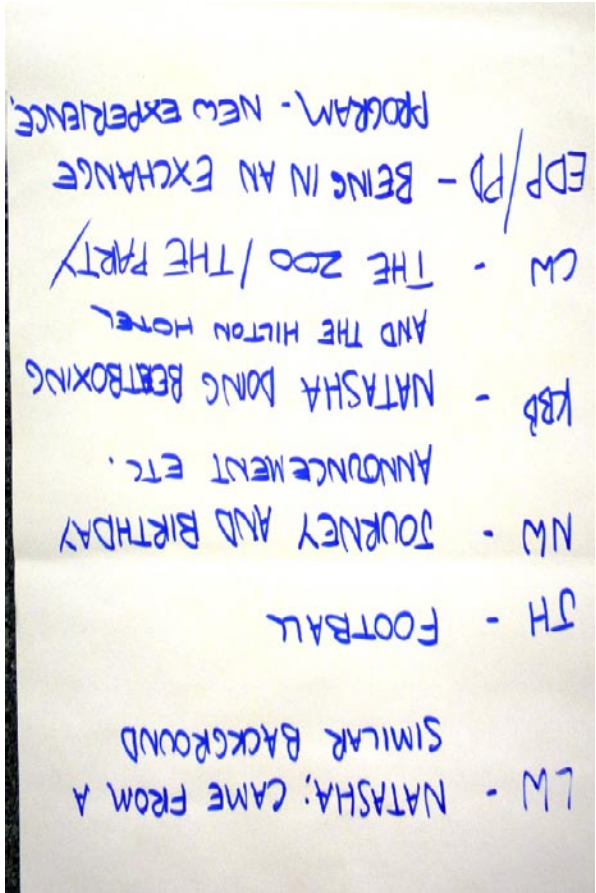 LW - NATASHA; CAME FROM A
SIMILAR BACKGROUND
JH - FOOTBALL
NW - JOURNEY AND BIRTHDAY
ANNOUNCEMENT ETC.
KBB - NATASHA DOING BEATBOXING
AND THE HILTON HOTEL
CW - THE ZOO / THE PARTY
EDP/PD - BEING IN AN EXCHANGE
PROGRAM - NEW EXPERIENCE.